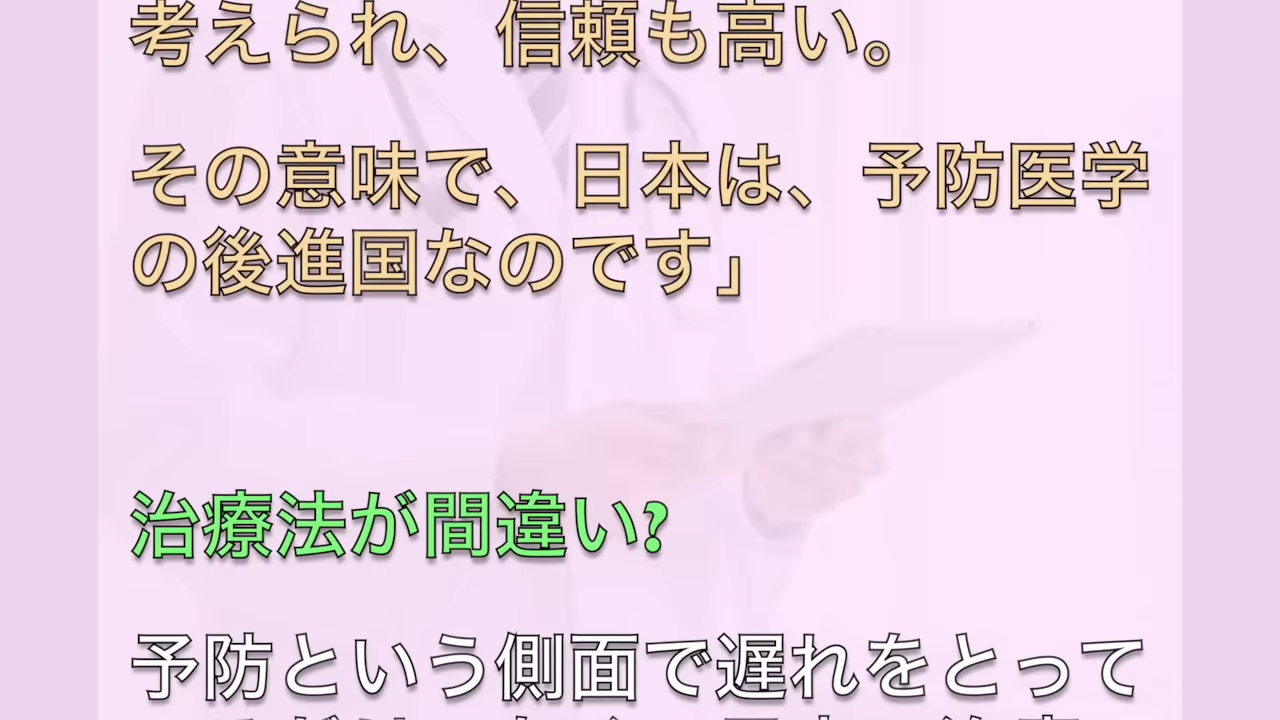 考えられ、信頼も高い。
その意味で、日本は、予防医学
の後進国なのです」
治療法が間違い?
予防という側面で遅れをとって